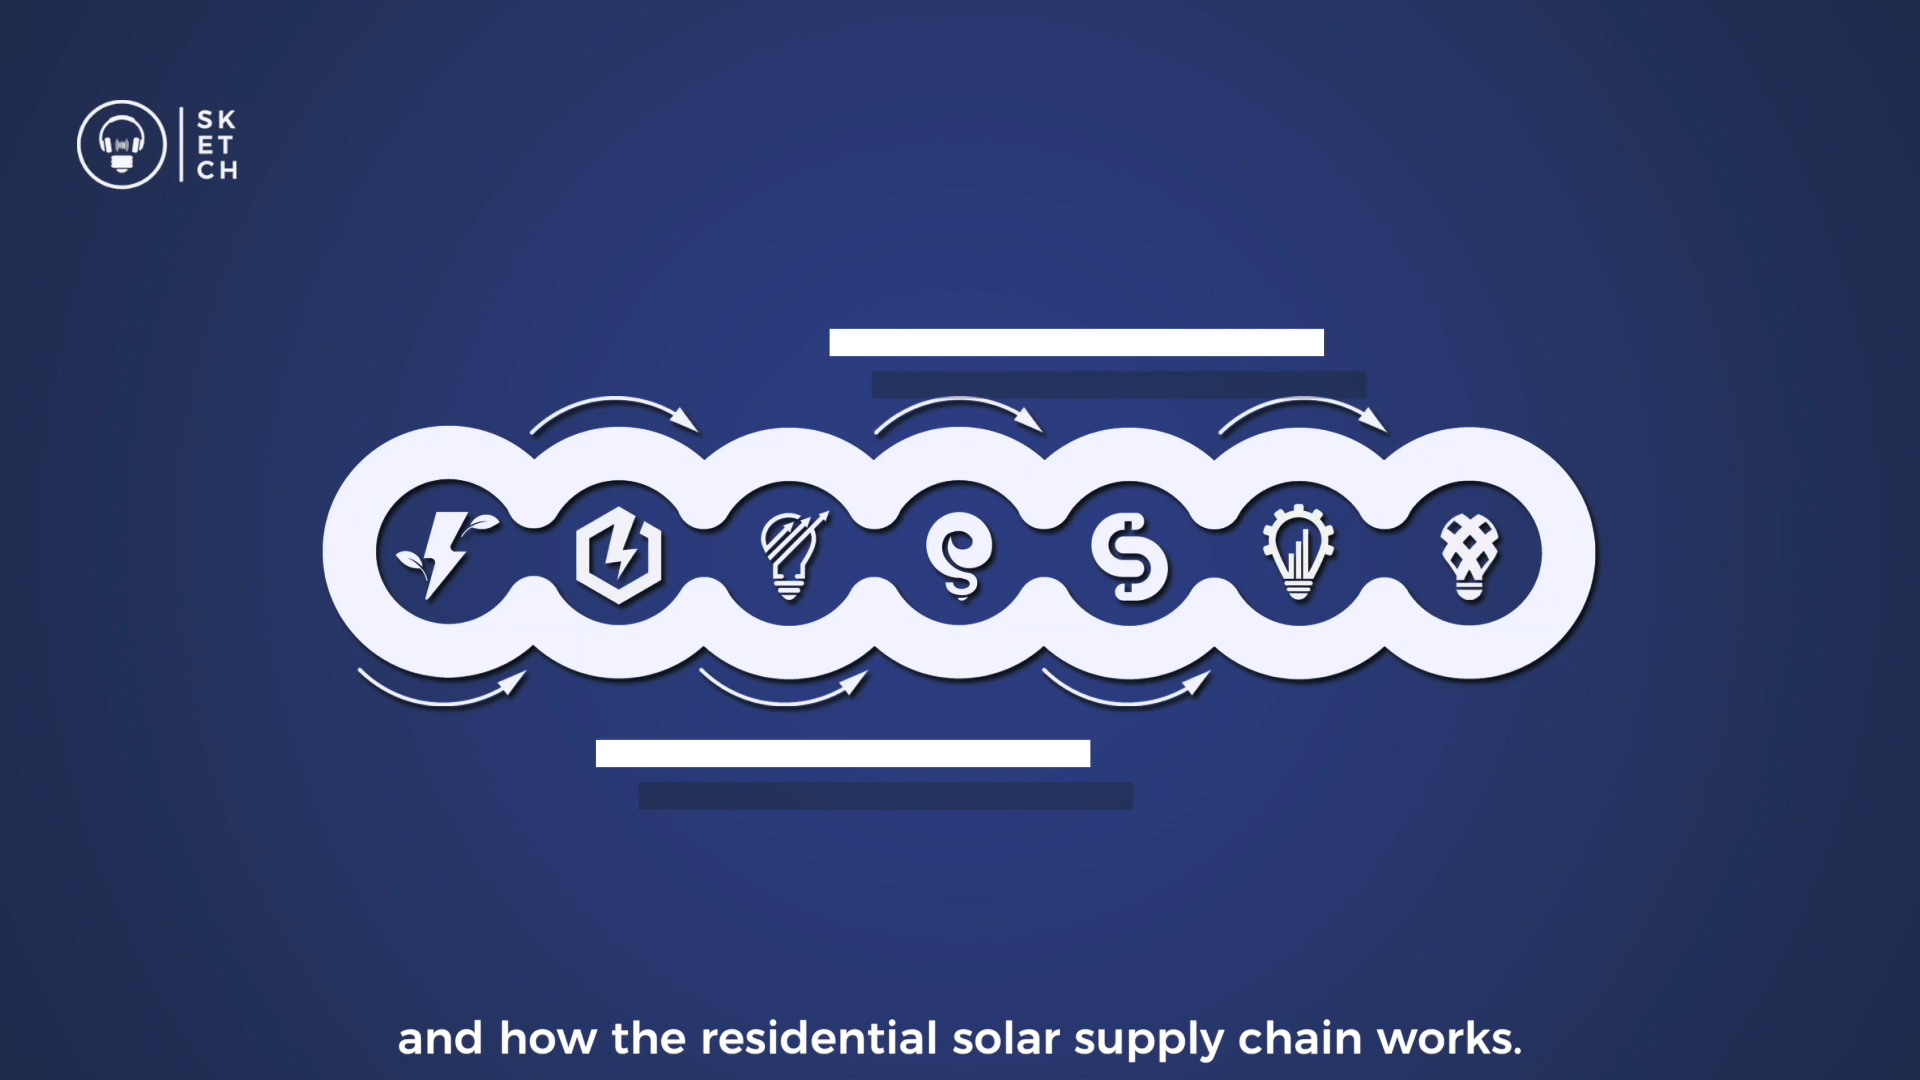 SK
ET
CH
and how the residential solar supply chain works.